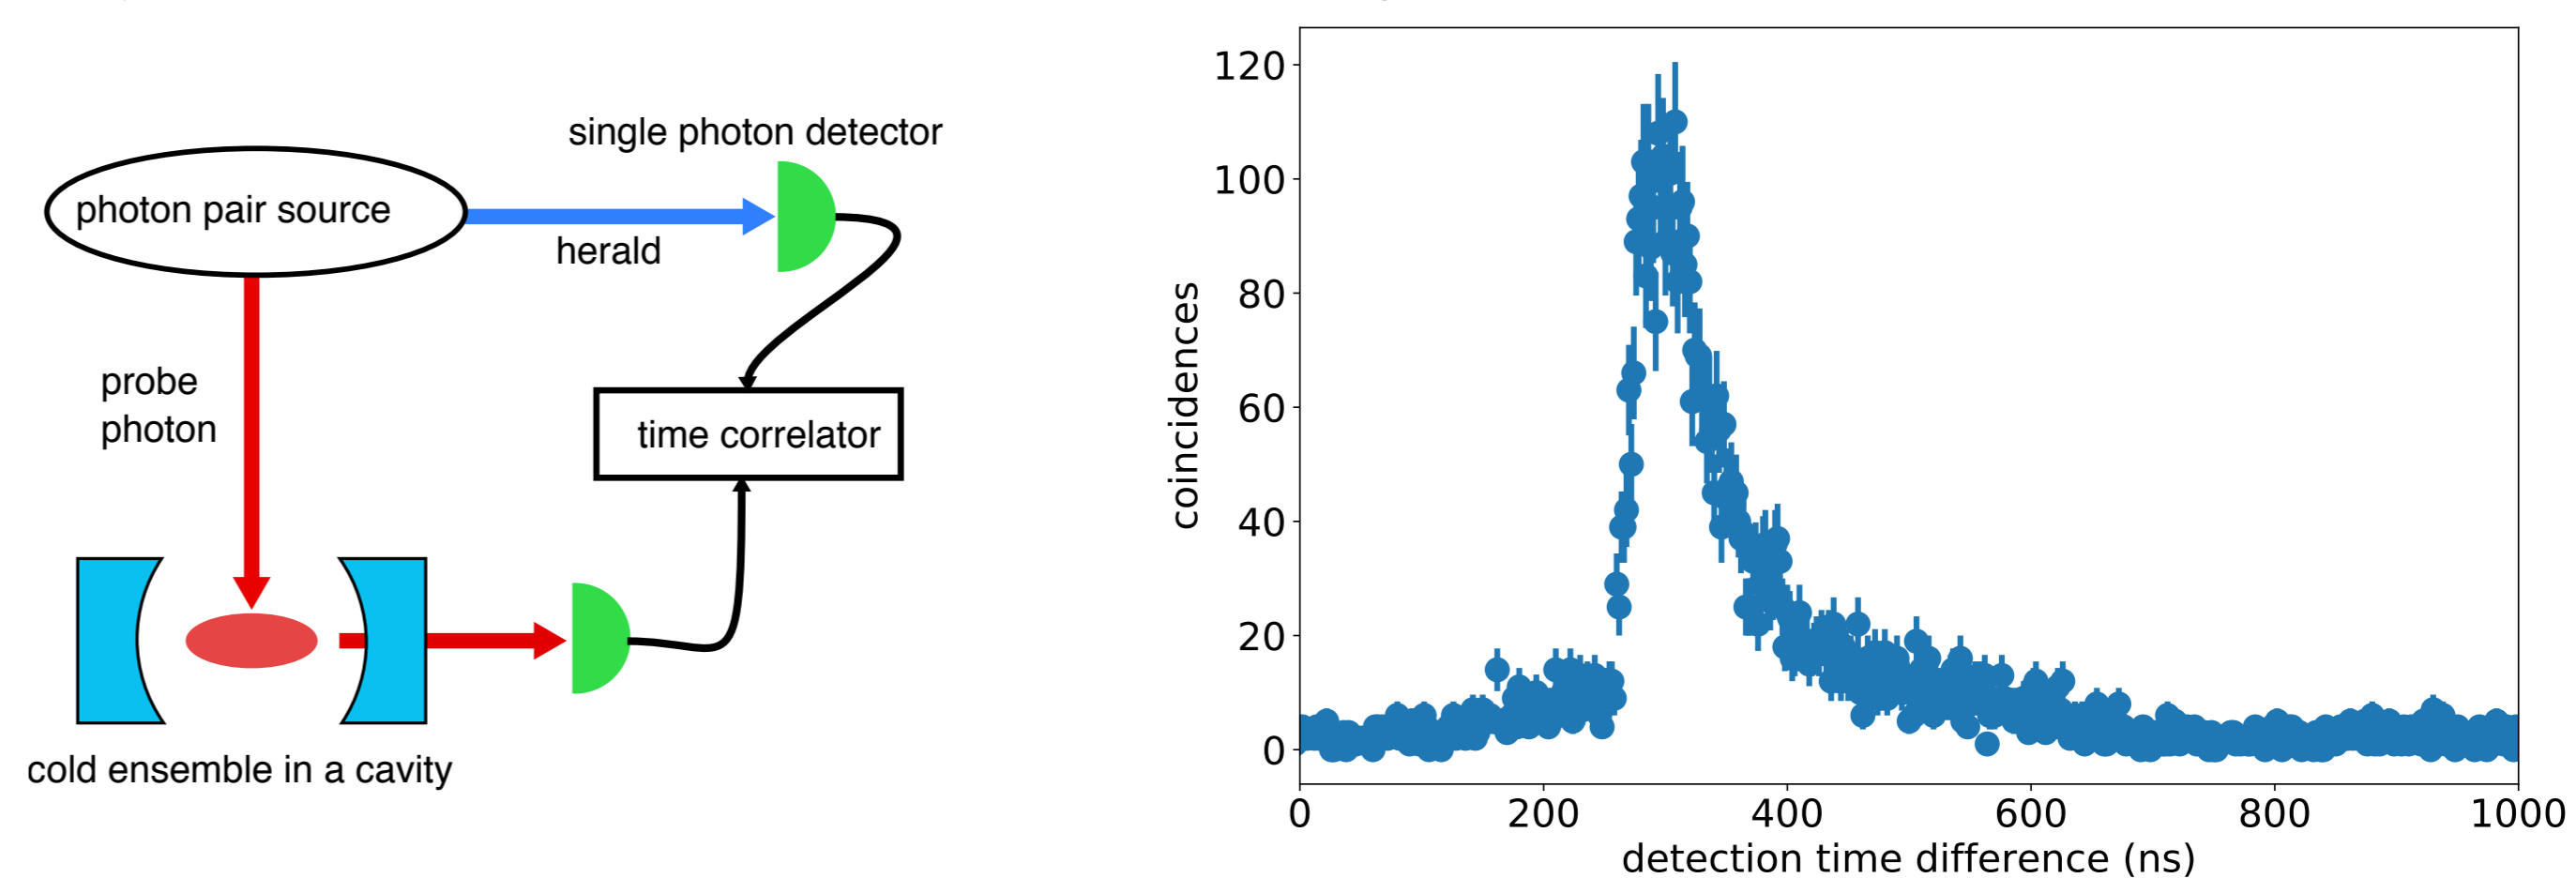 single photon detector
photon pair source
herald
probe
photon
time correlator
cold ensemble in a cavity
120
100
80
60
40
20
0
coincidences
0 200 400 600 800 1000
detection time difference (ns)